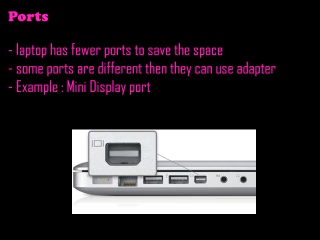 Ports
- laptop has fewer ports to save the space
- some ports are different then they can use adapter
- Example : Mini Display port